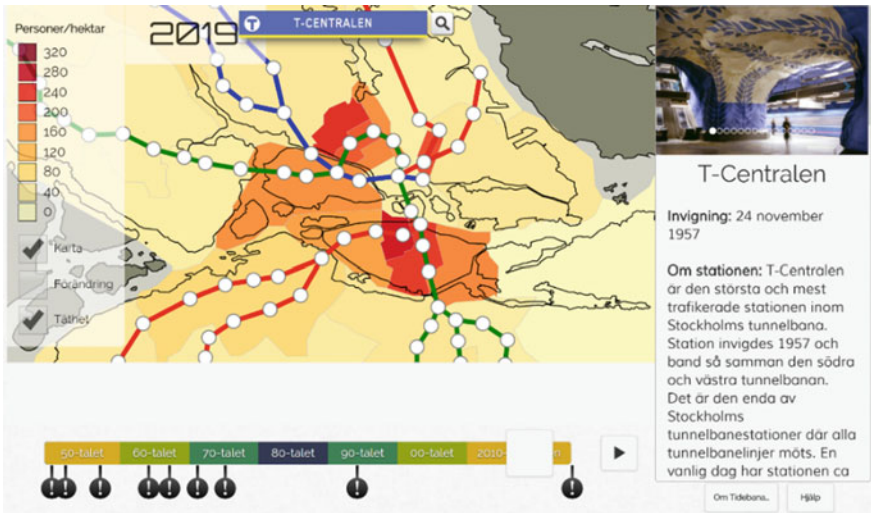 Personer/hektar
320
280
240
200
160
120
80
40
0
Karta
Förändring
Täthet
2019
T T-CENTRALEN
50-talet 60-talet 70-talet 80-talet 90-talet 00-talet 2010-
T-Centralen
Invigning: 24 november
1957
Om stationen: T-Centralen
är den största och mest
trafikerade stationen inom
Stockholms tunnelbana.
Station invigdes 1957 och
band så samman den södra
och västra tunnelbanan.
Det är den enda av
Stockholms
tunnelbanestationer där alla
tunnelbanelinjer möts. En
vanlig dag har stationen ca
Om Tidebana..
Hjälp